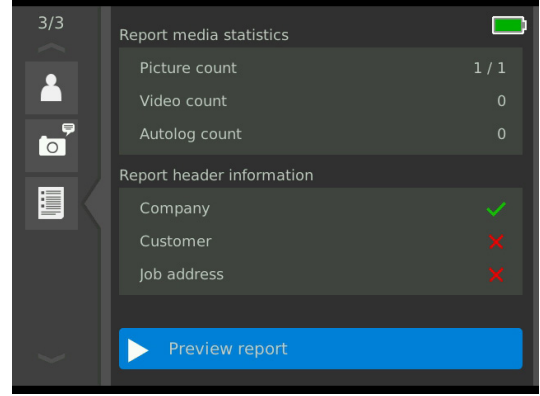 3/3
Report media statistics
Picture count 1 / 1
Video count 0
Autolog count 0
Report header information
Company
Customer
Job address
Preview report